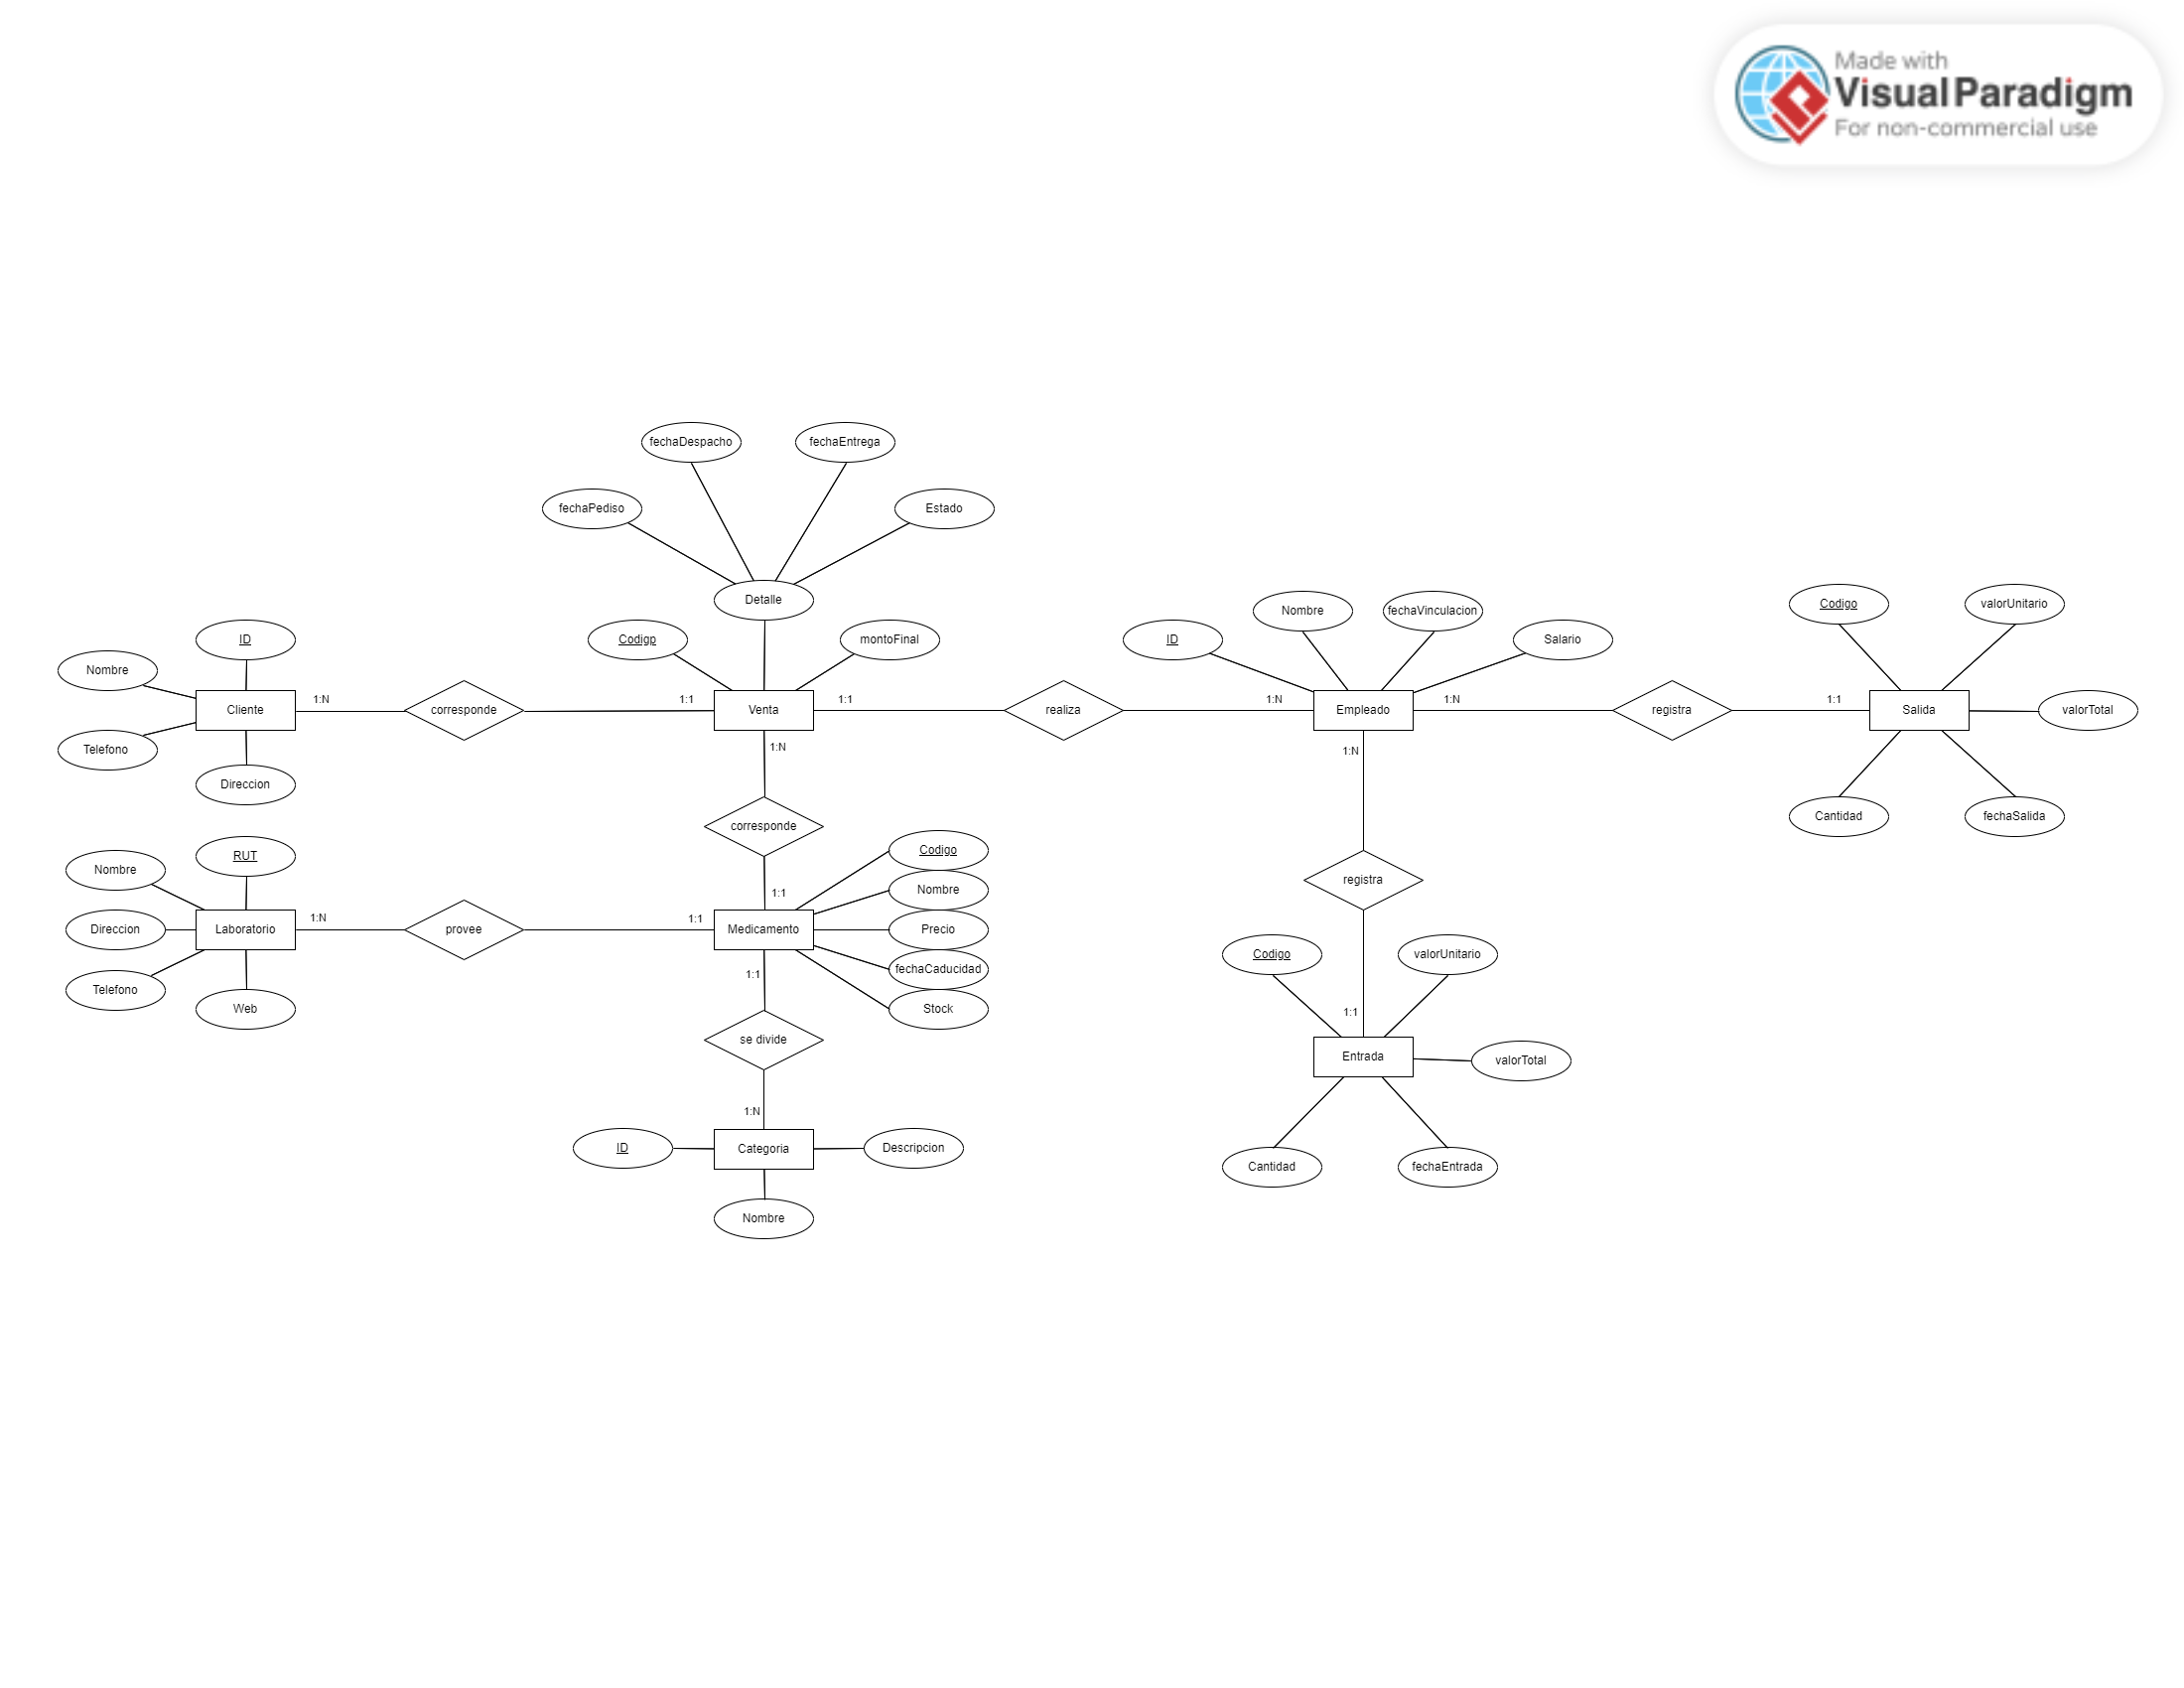 Made with
Visual Paradigm
For non-commercial use
fechaDespacho
fechaEntrega
fechaPediso
Estado
Detalle
Codigp
montoFinal
ID
Nombre
Telefono
Direccion
Cliente
1:N
corresponde
1:1
Venta
1:1
realiza
1:N
ID
Nombre
fechaVinculacion
Salario
Empleado
1:N
registra
1:1
Salida
Codigo
valorUnitario
valorTotal
Cantidad
fechaSalida
1:N
corresponde
1:1
1:N
registra
1:1
RUT
Nombre
Direccion
Telefono
Web
Laboratorio
1:N
provee
1:1
Medicamento
Codigo
Nombre
Precio
fechaCaducidad
Stock
1:1
se divide
1:N
Categoria
ID
Descripcion
Nombre
Codigo
valorUnitario
Entrada
valorTotal
Cantidad
fechaEntrada